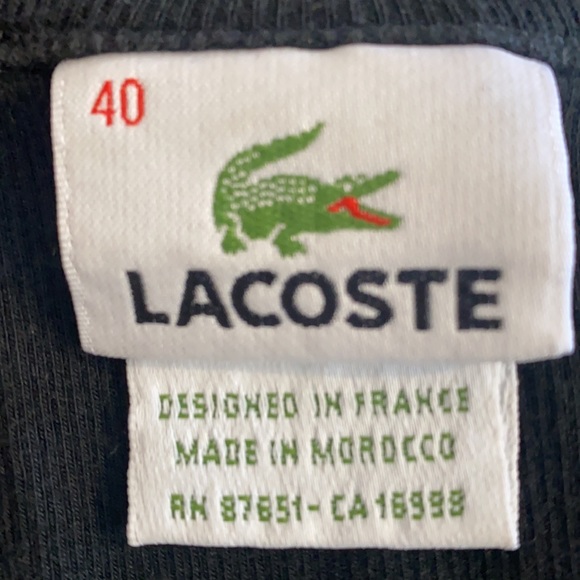 40
LACOSTE
DESIGNED IN FRANCE
MADE IN MOROCCO
RN 87651 - CA 16998